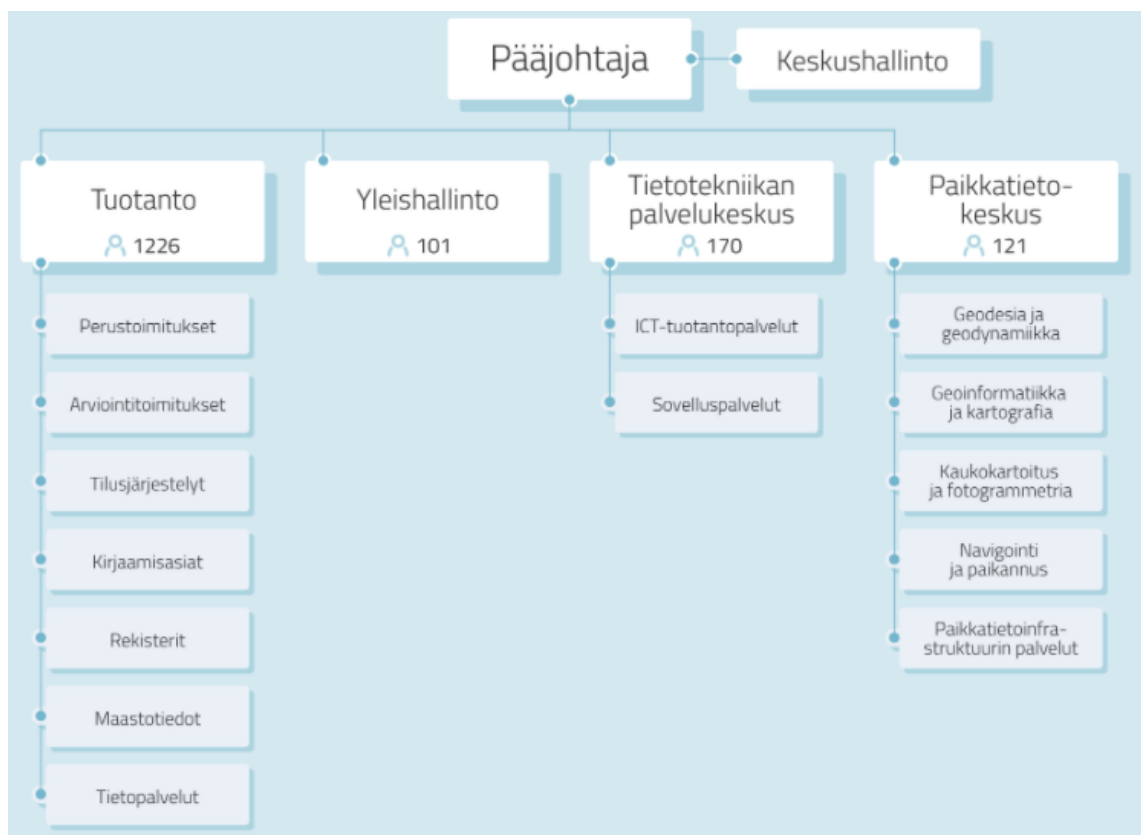 Pääjohtaja
Keskushallinto
Tuotanto
1226
Yleishallinto
101
Tietotekniikan
palvelukeskus
170
Paikkatieto-
keskus
121
Perustoimitukset
Arviointitoimitukset
Tilusjärjestelyt
Kirjaamisasiat
Rekisterit
Maastotiedot
Tietopalvelut
ICT-tuotantopalvelut
Sovelluspalvelut
Geodesia ja
geodynamiikka
Geoinformatiikka
ja kartografia
Kaukokartoitus
ja fotogrammetria
Navigointi
ja paikannus
Paikkatietoinfra-
struktuurin palvelut